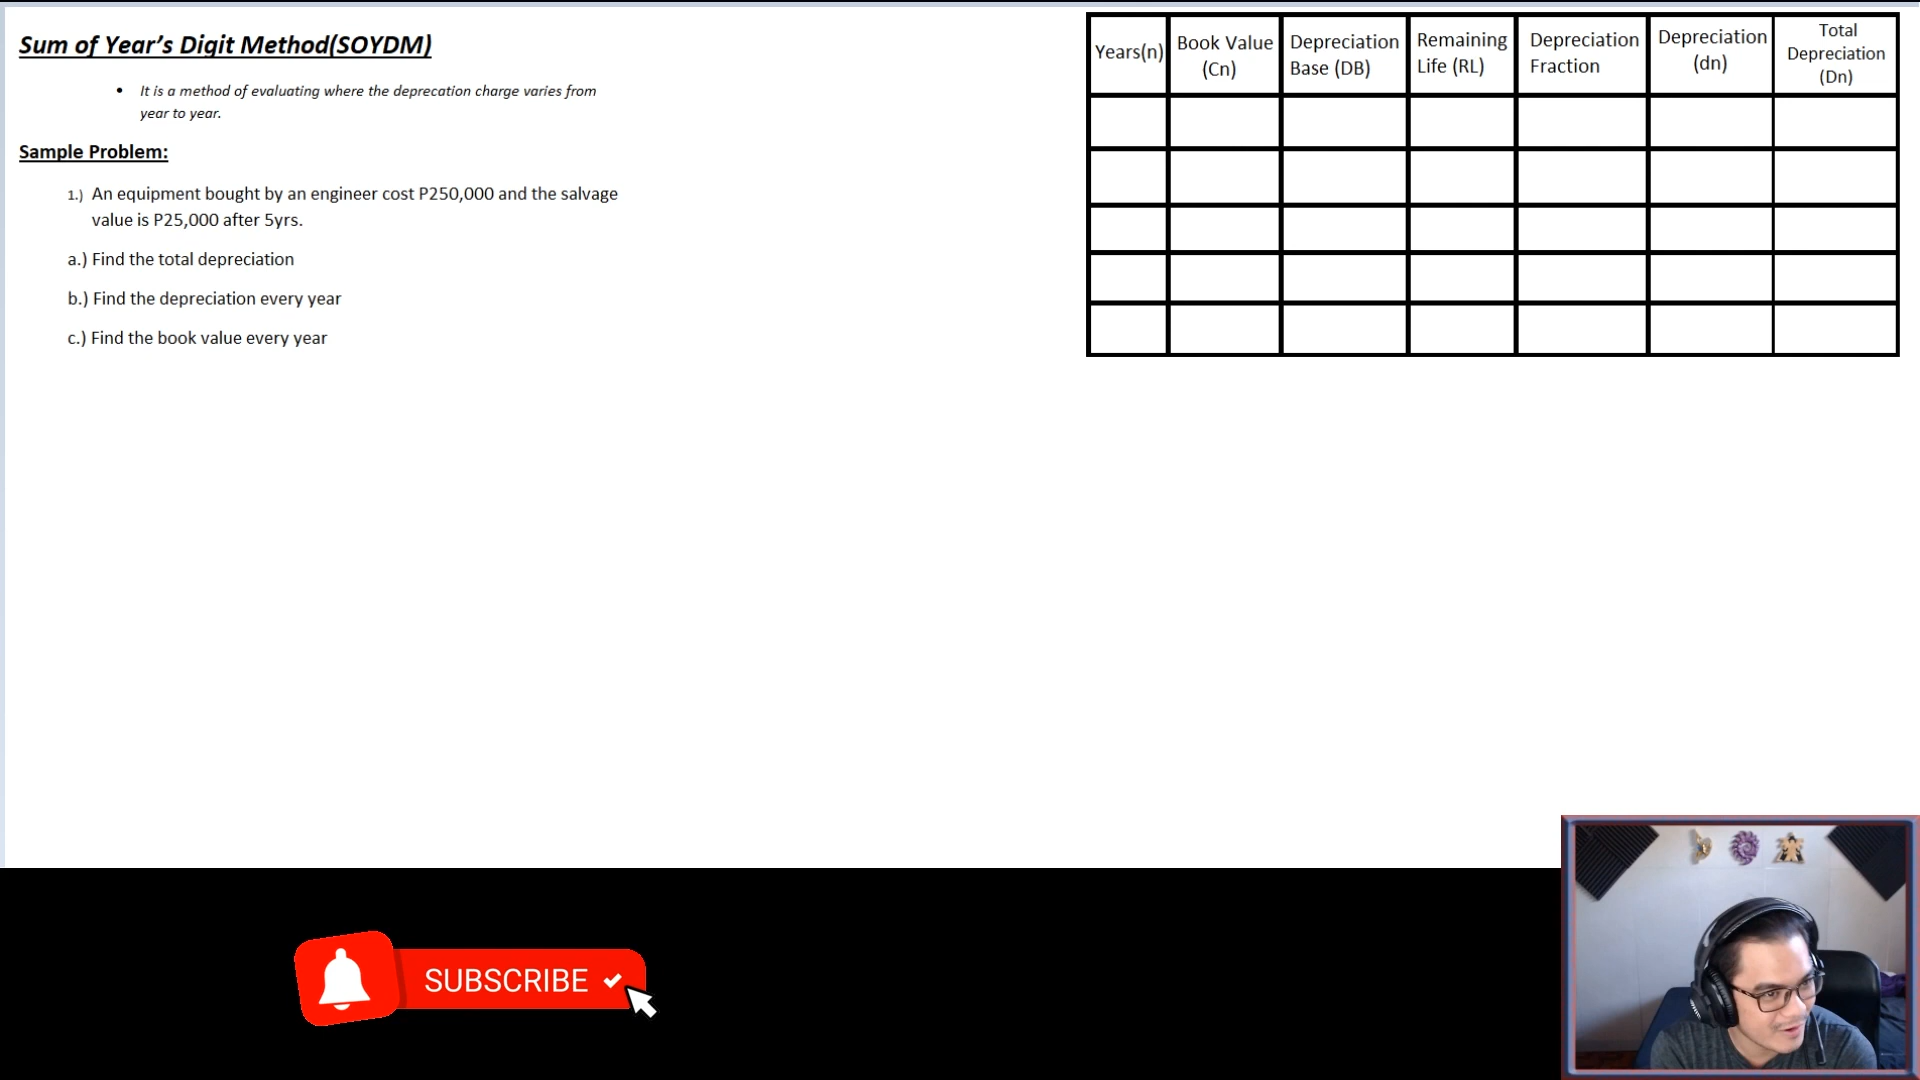 Sum of Year's Digit Method(SOYDM)
• It is a method of evaluating where the deprecation charge varies from
year to year.
Sample Problem:
1.) An equipment bought by an engineer cost P250,000 and the salvage
value is P25,000 after 5yrs.
a.) Find the total depreciation
b.) Find the depreciation every year
c.) Find the book value every year
Years(n)
Book Value
(Cn)
Depreciation
Base (DB)
Remaining
Life (RL)
Depreciation
Fraction
Depreciation
(dn)
Total
Depreciation
(Dn)
SUBSCRIBE